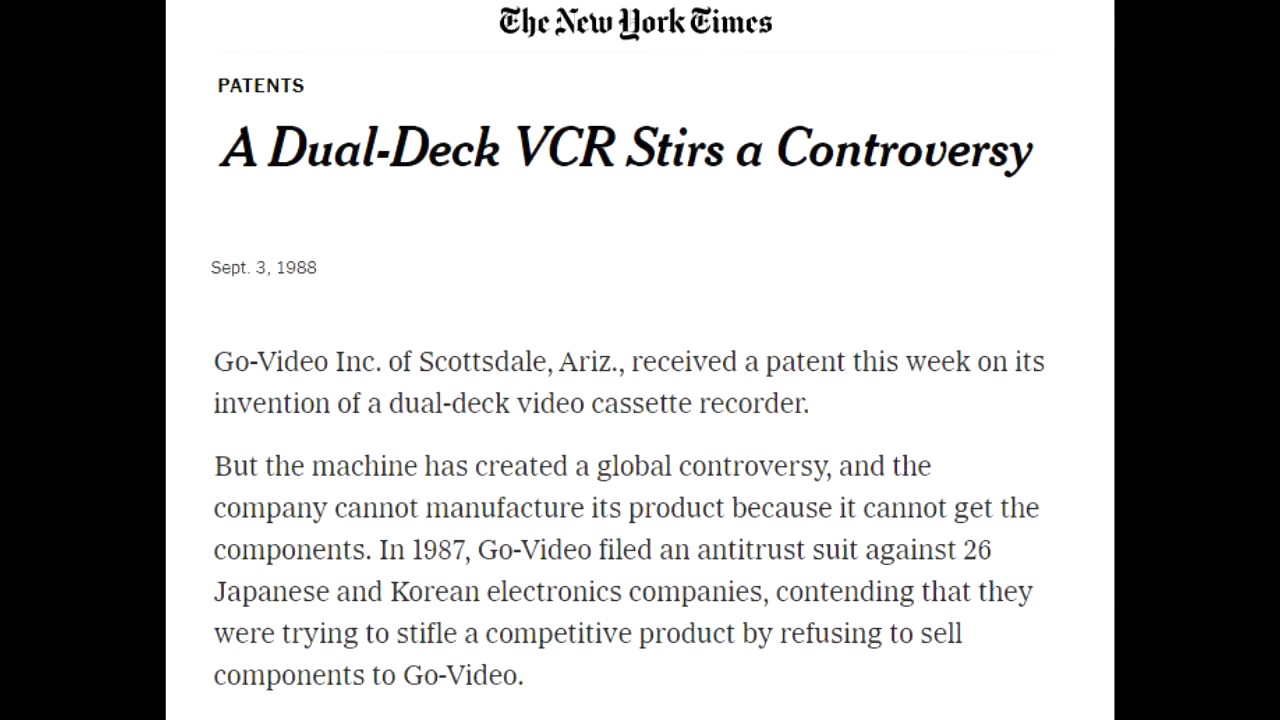 The New York Times
PATENTS
A Dual-Deck VCR Stirs a Controversy
Sept. 3, 1988
Go-Video Inc. of Scottsdale, Ariz., received a patent this week on its
invention of a dual-deck video cassette recorder.
But the machine has created a global controversy, and the
company cannot manufacture its product because it cannot get the
components. In 1987, Go-Video filed an antitrust suit against 26
Japanese and Korean electronics companies, contending that they
were trying to stifle a competitive product by refusing to sell
components to Go-Video.